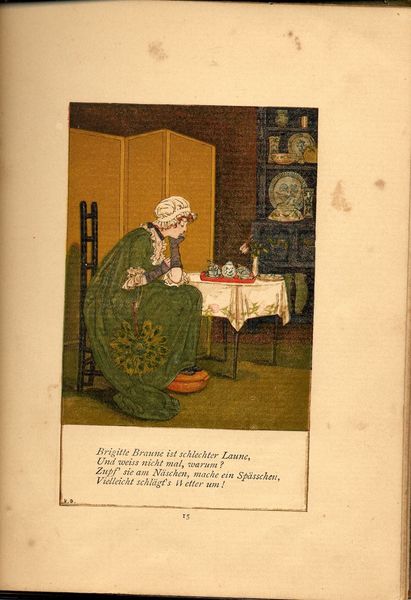 Brigitte Braune ist schlechter Laune,
Und weiss nicht mal, warum?
Zupf' sie am Näschen, mache ein Spässchen,
Vielleicht schlägt's Wetter um!
15